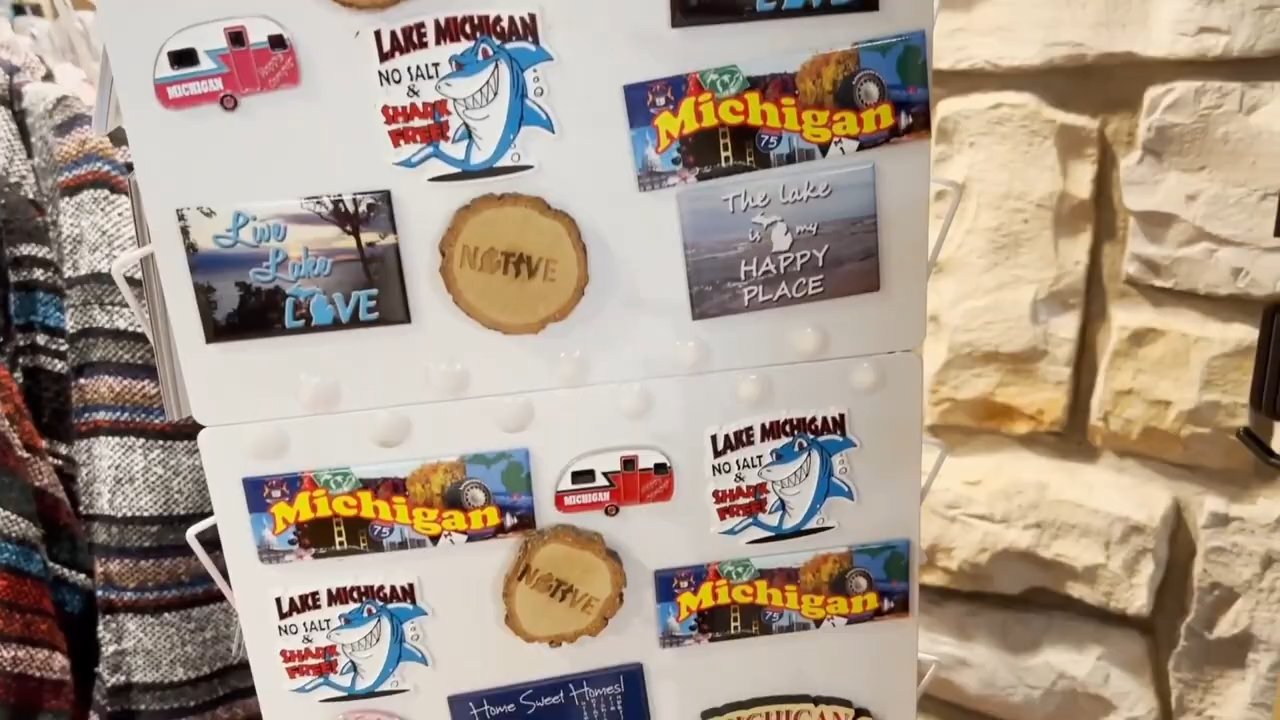 LOVE
MICHIGAN
LAKE MICHIGAN
NO SALT
&
SHARK
FREE!
Michigan
75
Live
Lake
LOVE
NATIVE
The lake
is my
HAPPY
PLACE
Michigan
75
MICHIGAN
LAKE MICHIGAN
NO SALT
&
SHARK
FREE!
LAKE MICHIGAN
NO SALT
&
SHARK
FREE!
NATIVE
Michigan
75
Home Sweet Homes!
MICHIGAN